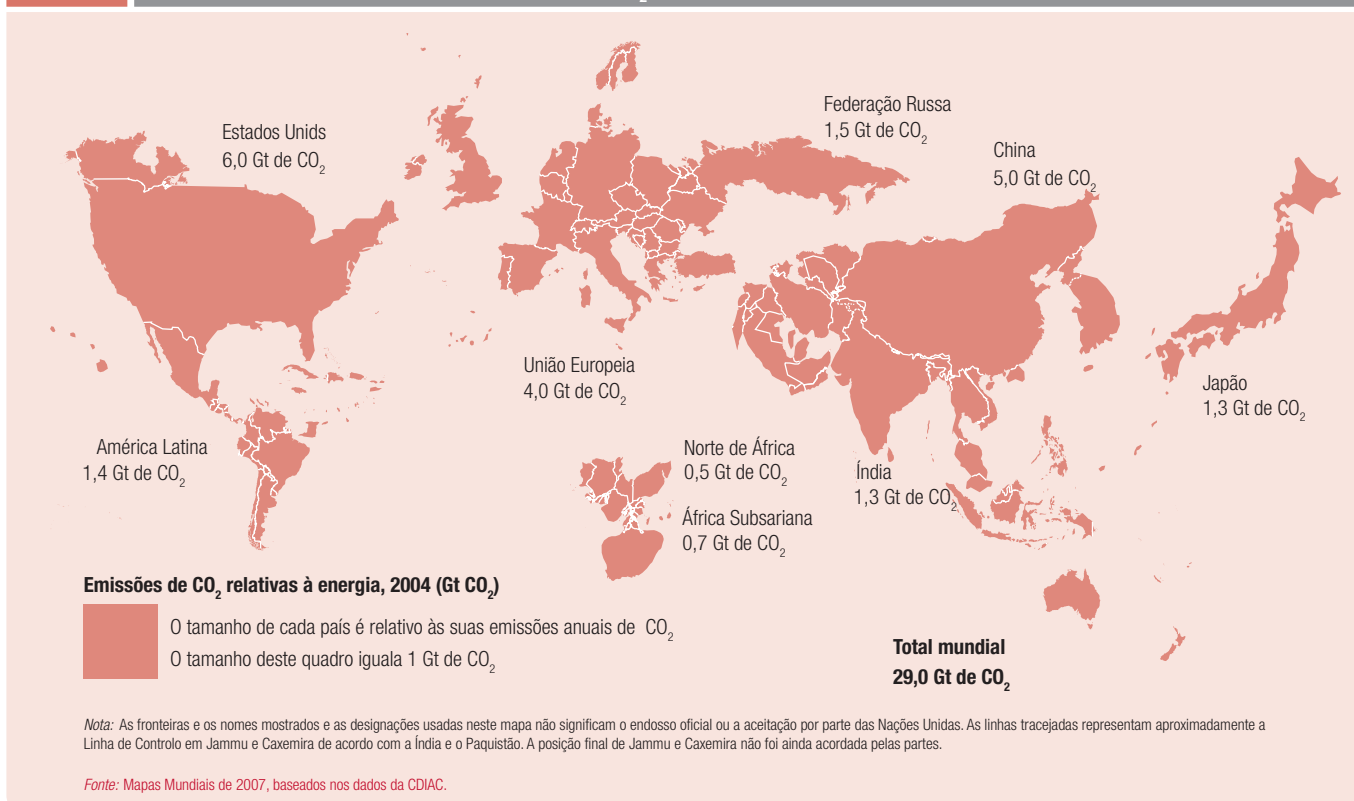 Estados Unids
6,0 Gt de CO₂
Federação Russa
1,5 Gt de CO₂
China
5,0 Gt de CO₂
União Europeia
4,0 Gt de CO₂
Japão
1,3 Gt de CO₂
América Latina
1,4 Gt de CO₂
Norte de África
0,5 Gt de CO₂
Índia
1,3 Gt de CO₂
África Subsariana
0,7 Gt de CO₂
Emissões de CO₂ relativas à energia, 2004 (Gt CO₂)
O tamanho de cada país é relativo às suas emissões anuais de CO₂
O tamanho deste quadro iguala 1 Gt de CO₂
Total mundial
29,0 Gt de CO₂
Nota: As fronteiras e os nomes mostrados e as designações usadas neste mapa não significam o endosso oficial ou a aceitação por parte das Nações Unidas. As linhas tracejadas representam aproximadamente a
Linha de Controlo em Jammu e Caxemira de acordo com a Índia e o Paquistão. A posição final de Jammu e Caxemira não foi ainda acordada pelas partes.
Fonte: Mapas Mundiais de 2007, baseados nos dados da CDIAC.